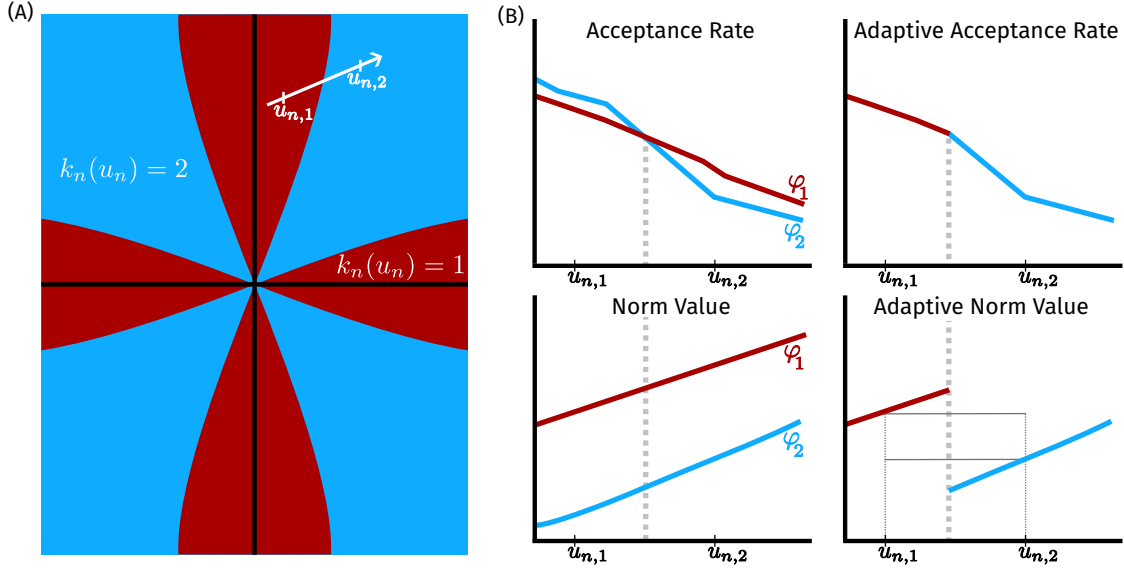 (A)
u_{n,1}
u_{n,2}
k_n(u_n) = 2
k_n(u_n) = 1
(B)
Acceptance Rate
φ_1
φ_2
u_{n,1}
u_{n,2}
Adaptive Acceptance Rate
u_{n,1}
u_{n,2}
Norm Value
φ_1
φ_2
u_{n,1}
u_{n,2}
Adaptive Norm Value
u_{n,1}
u_{n,2}